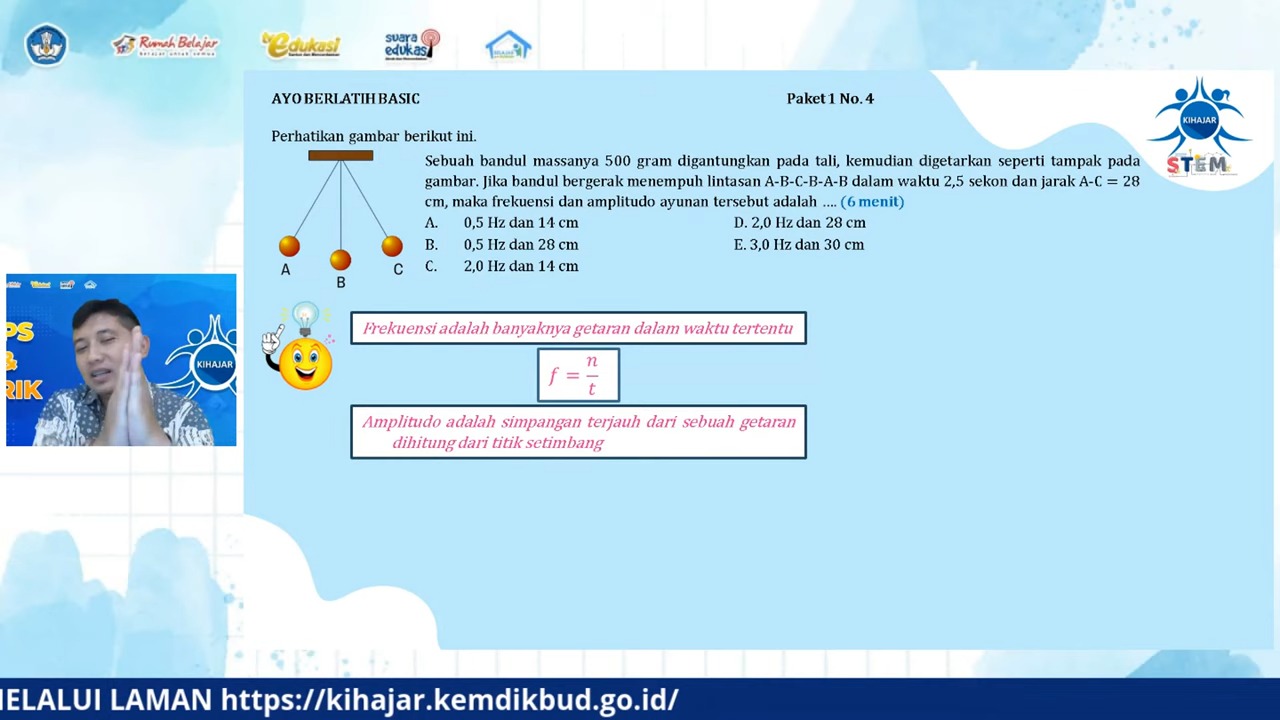 Rumah Belajar
Edukasi
suara
edukasi
AYO BERLATIH BASIC
Paket 1 No. 4
KIHAJAR
STEM
Perhatikan gambar berikut ini.
Sebuah bandul massanya 500 gram digantungkan pada tali, kemudian digetarkan seperti tampak pada
gambar. Jika bandul bergerak menempuh lintasan A-B-C-B-A-B dalam waktu 2,5 sekon dan jarak A-C = 28
cm, maka frekuensi dan amplitudo ayunan tersebut adalah .... (6 menit)
A. 0,5 Hz dan 14 cm
D. 2,0 Hz dan 28 cm
B. 0,5 Hz dan 28 cm
E. 3,0 Hz dan 30 cm
C. 2,0 Hz dan 14 cm
A
B
C
Frekuensi adalah banyaknya getaran dalam waktu tertentu
f = n/t
Amplitudo adalah simpangan terjauh dari sebuah getaran
dihitung dari titik setimbang
PS
&
RIK
KIHAJAR
MELALUI LAMAN https://kihajar.kemdikbud.go.id/